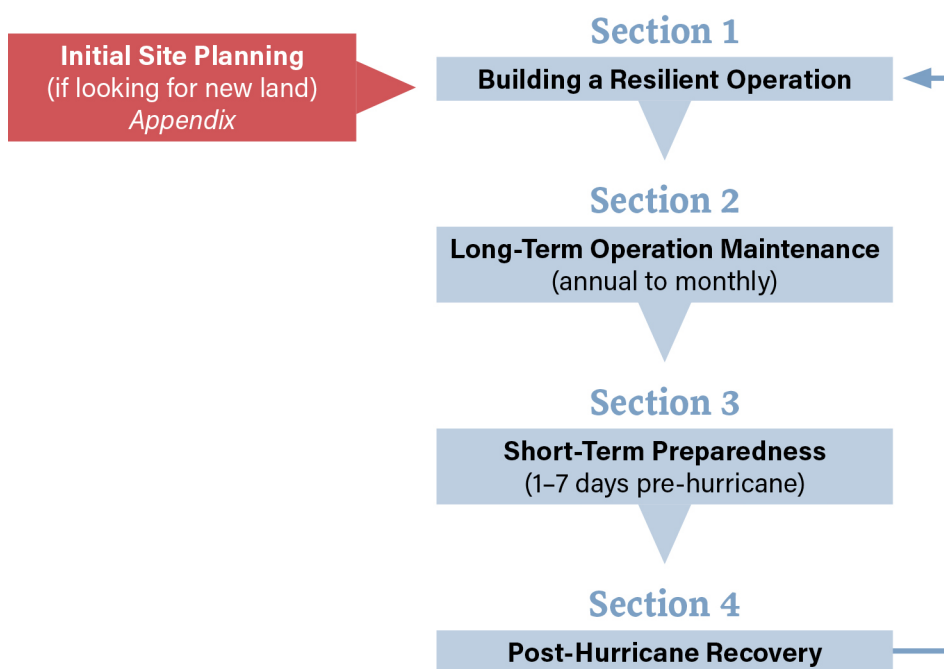 Initial Site Planning
(if looking for new land)
Appendix
Section 1
Building a Resilient Operation
Section 2
Long-Term Operation Maintenance
(annual to monthly)
Section 3
Short-Term Preparedness
(1–7 days pre-hurricane)
Section 4
Post-Hurricane Recovery